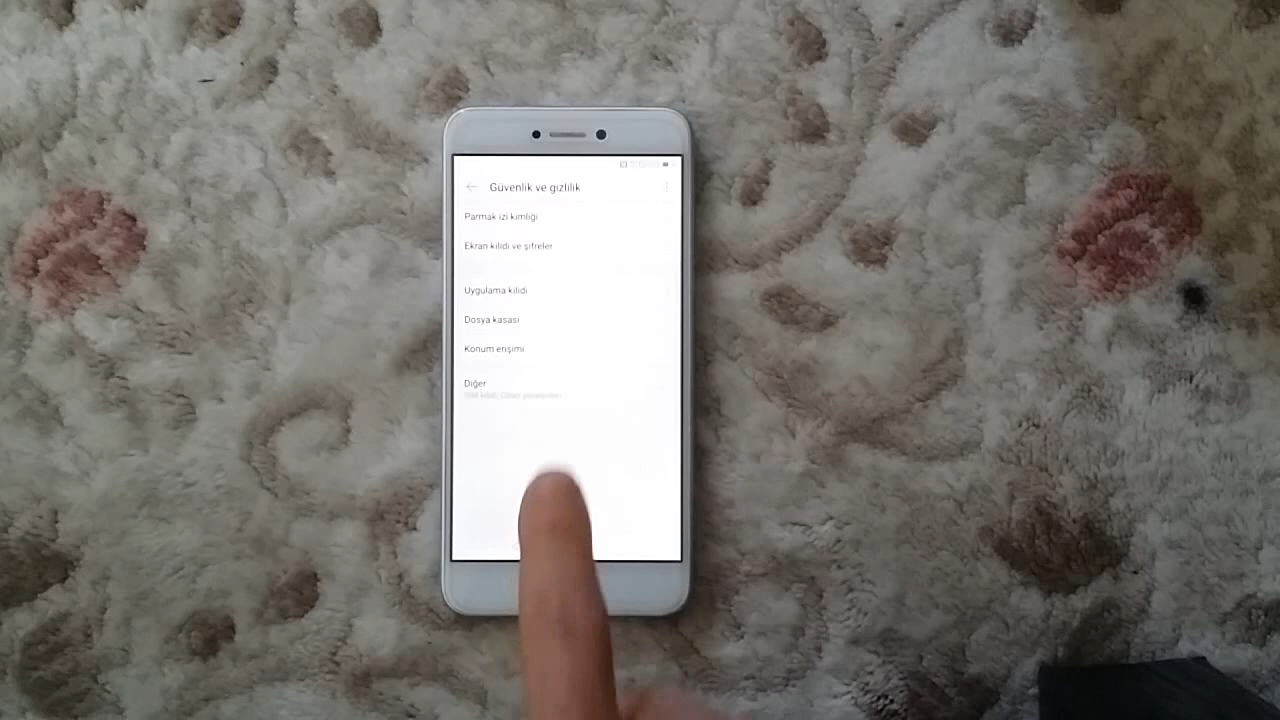 Güvenlik ve gizlilik
Parmak izi kimliği
Ekran kilidi ve şifreler
Uygulama kilidi
Dosya kasası
Konum erişimi
Diğer